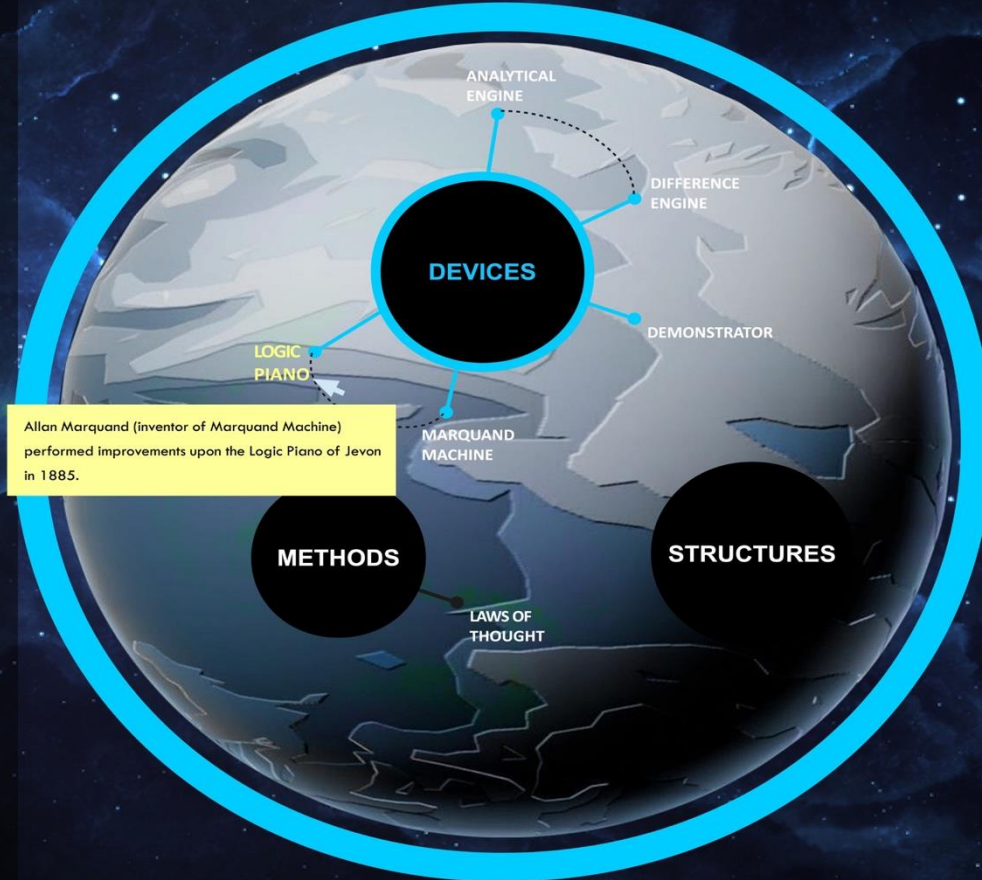 ANALYTICAL
ENGINE
DIFFERENCE
ENGINE
DEVICES
DEMONSTRATOR
LOGIC
PIANO
Allan Marquand (inventor of Marquand Machine)
performed improvements upon the Logic Piano of Jevon
in 1885.
MARQUAND
MACHINE
METHODS
STRUCTURES
LAWS OF
THOUGHT